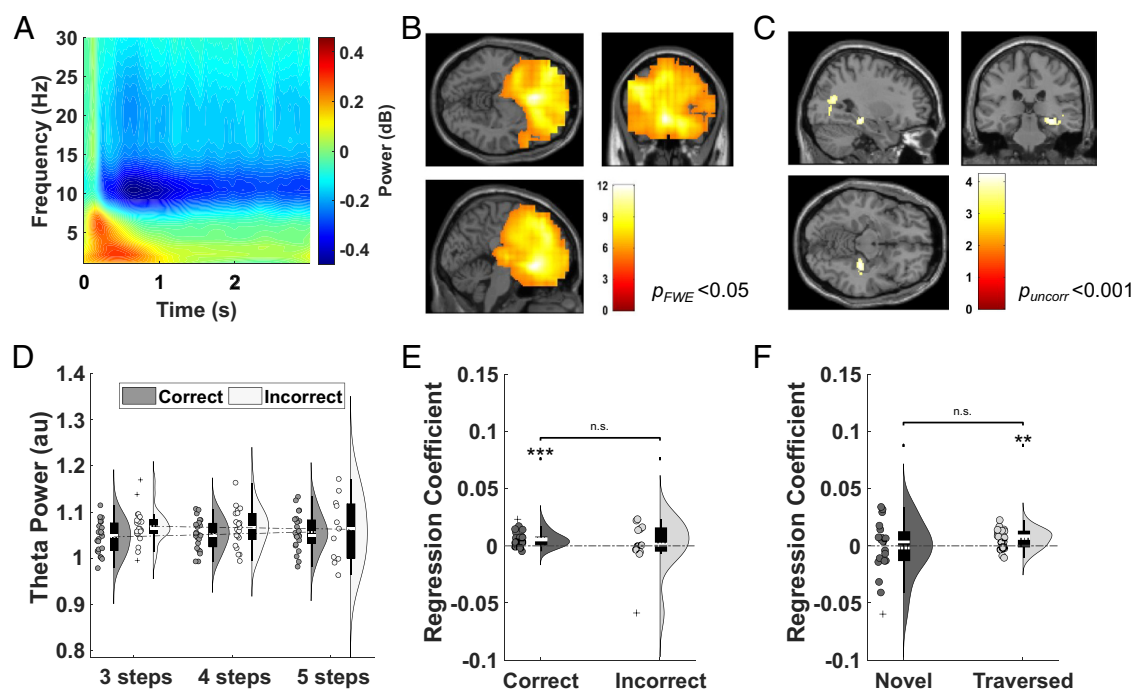 A
30
25
20
15
10
5
Frequency (Hz)
0
1
2
Time (s)
0.4
0.2
0
-0.2
-0.4
Power (dB)
B
12
9
6
3
0
pFWE <0.05
C
4
3
2
1
0
puncorr <0.001
D
1.4
1.3
1.2
1.1
1
0.9
0.8
Theta Power (au)
Correct
Incorrect
3 steps
4 steps
5 steps
E
0.15
0.1
0.05
0
-0.05
-0.1
Regression Coefficient
n.s.
***
Correct
Incorrect
F
0.15
0.1
0.05
0
-0.05
-0.1
Regression Coefficient
n.s.
**
Novel
Traversed